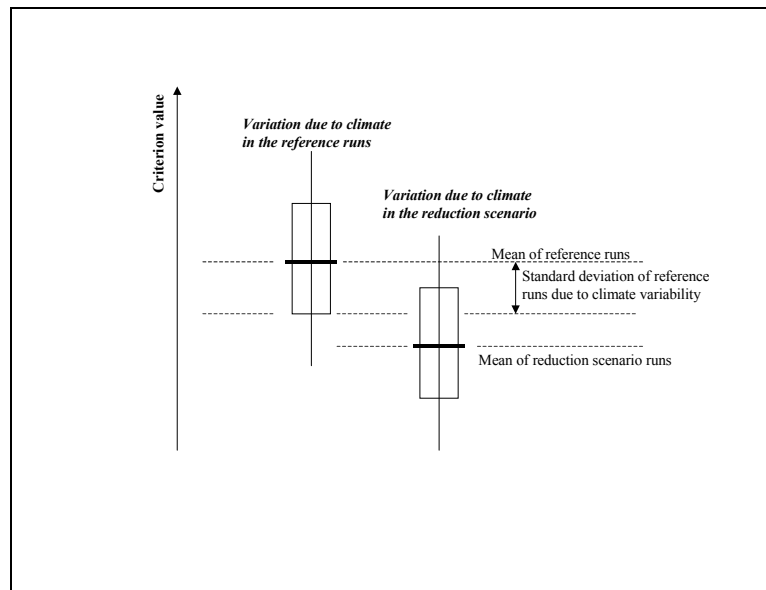 Criterion value
Variation due to climate
in the reference runs
Variation due to climate
in the reduction scenario
Mean of reference runs
Standard deviation of reference
runs due to climate variability
Mean of reduction scenario runs